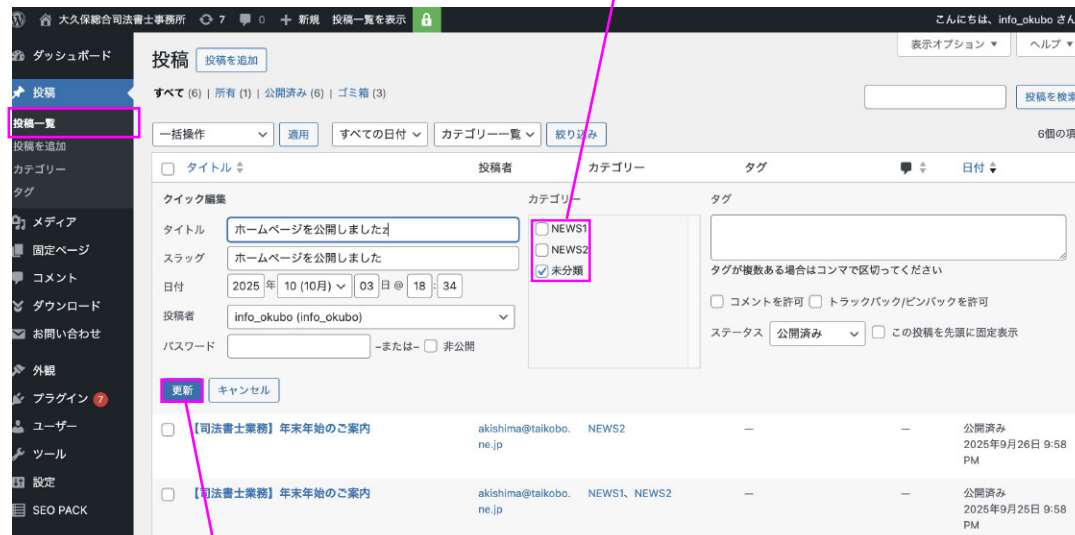 大久保総合司法書士事務所 7 0 + 新規 投稿一覧を表示
こんにちは、info_okubo さん
ダッシュボード
投稿
投稿一覧
投稿を追加
カテゴリー
タグ
メディア
固定ページ
コメント
ダウンロード
お問い合わせ
外観
プラグイン 7
ユーザー
ツール
設定
SEO PACK
表示オプション ▼ ヘルプ ▼
投稿 投稿を追加
すべて (6) | 所有 (1) | 公開済み (6) | ゴミ箱 (3)
投稿を検索
一括操作 適用 すべての日付 カテゴリー一覧 絞り込み
6個の項
タイトル 投稿者 カテゴリー タグ 日付
クイック編集
タイトル ホームページを公開しましたz
スラッグ ホームページを公開しました
日付 2025 年 10 (10月) 03 日 @ 18 : 34
投稿者 info_okubo (info_okubo)
パスワード –または– 非公開
カテゴリー
NEWS1
NEWS2
未分類
タグ
タグが複数ある場合はコンマで区切ってください
コメントを許可 トラックバック/ピンバックを許可
ステータス 公開済み この投稿を先頭に固定表示
更新 キャンセル
【司法書士業務】年末年始のご案内 akishima@taikobo. NEWS2 — — 公開済み
ne.jp 2025年9月26日 9:58
PM
【司法書士業務】年末年始のご案内 akishima@taikobo. NEWS1、NEWS2 — — 公開済み
ne.jp 2025年9月25日 9:58
PM